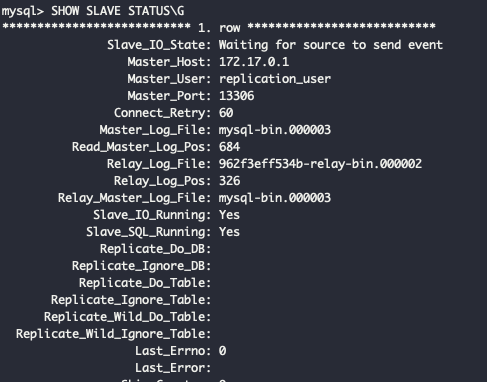 mysql> SHOW SLAVE STATUS\G
*************************** 1. row ***************************
Slave_IO_State: Waiting for source to send event
Master_Host: 172.17.0.1
Master_User: replication_user
Master_Port: 13306
Connect_Retry: 60
Master_Log_File: mysql-bin.000003
Read_Master_Log_Pos: 684
Relay_Log_File: 962f3eff534b-relay-bin.000002
Relay_Log_Pos: 326
Relay_Master_Log_File: mysql-bin.000003
Slave_IO_Running: Yes
Slave_SQL_Running: Yes
Replicate_Do_DB:
Replicate_Ignore_DB:
Replicate_Do_Table:
Replicate_Ignore_Table:
Replicate_Wild_Do_Table:
Replicate_Wild_Ignore_Table:
Last_Errno: 0
Last_Error: